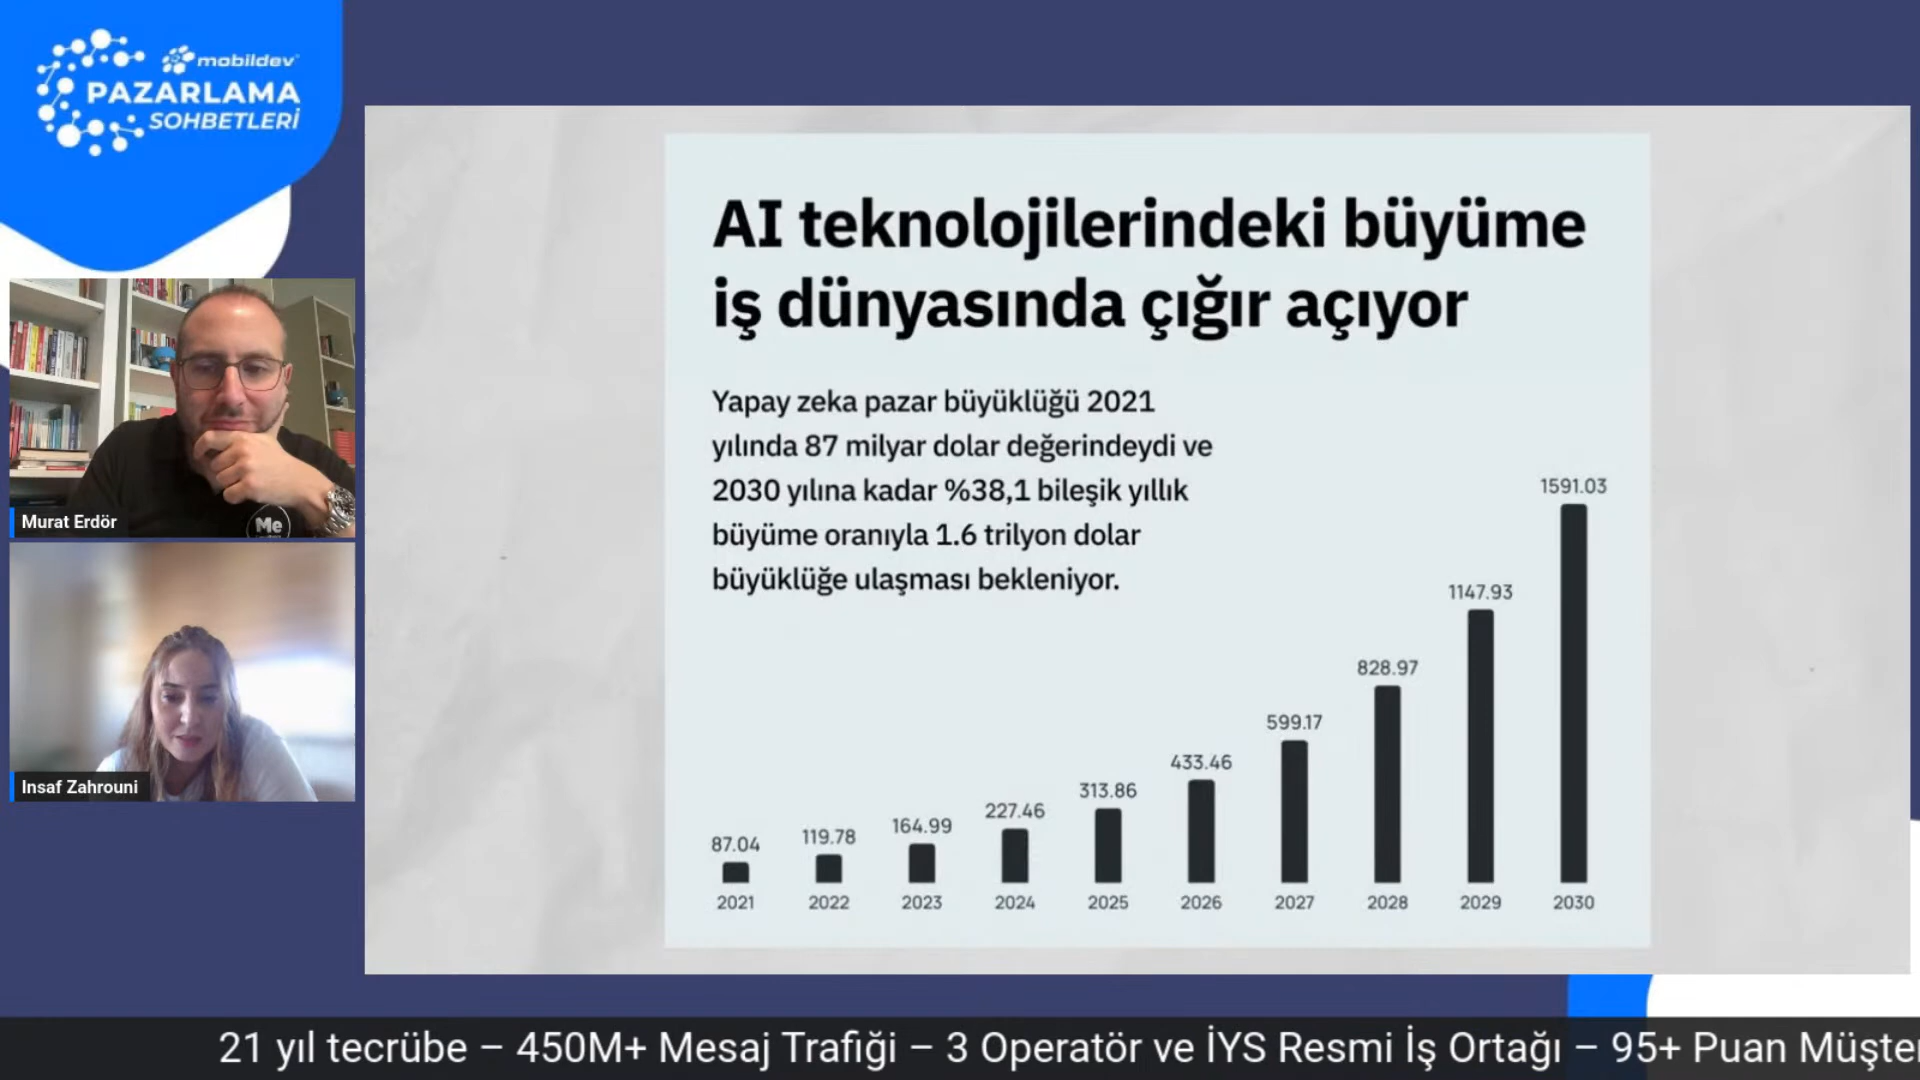 mobildev
PAZARLAMA
SOHBETLERİ
AI teknolojilerindeki büyüme
iş dünyasında çığır açıyor
Yapay zeka pazar büyüklüğü 2021
yılında 87 milyar dolar değerindeydi ve
2030 yılına kadar %38,1 bileşik yıllık
büyüme oranıyla 1.6 trilyon dolar
büyüklüğe ulaşması bekleniyor.
87.04
119.78
164.99
227.46
313.86
433.46
599.17
828.97
1147.93
1591.03
2021
2022
2023
2024
2025
2026
2027
2028
2029
2030
Me
Murat Erdör
Insaf Zahrouni
21 yıl tecrübe – 450M+ Mesaj Trafiği – 3 Operatör ve İYS Resmi İş Ortağı – 95+ Puan Müşter